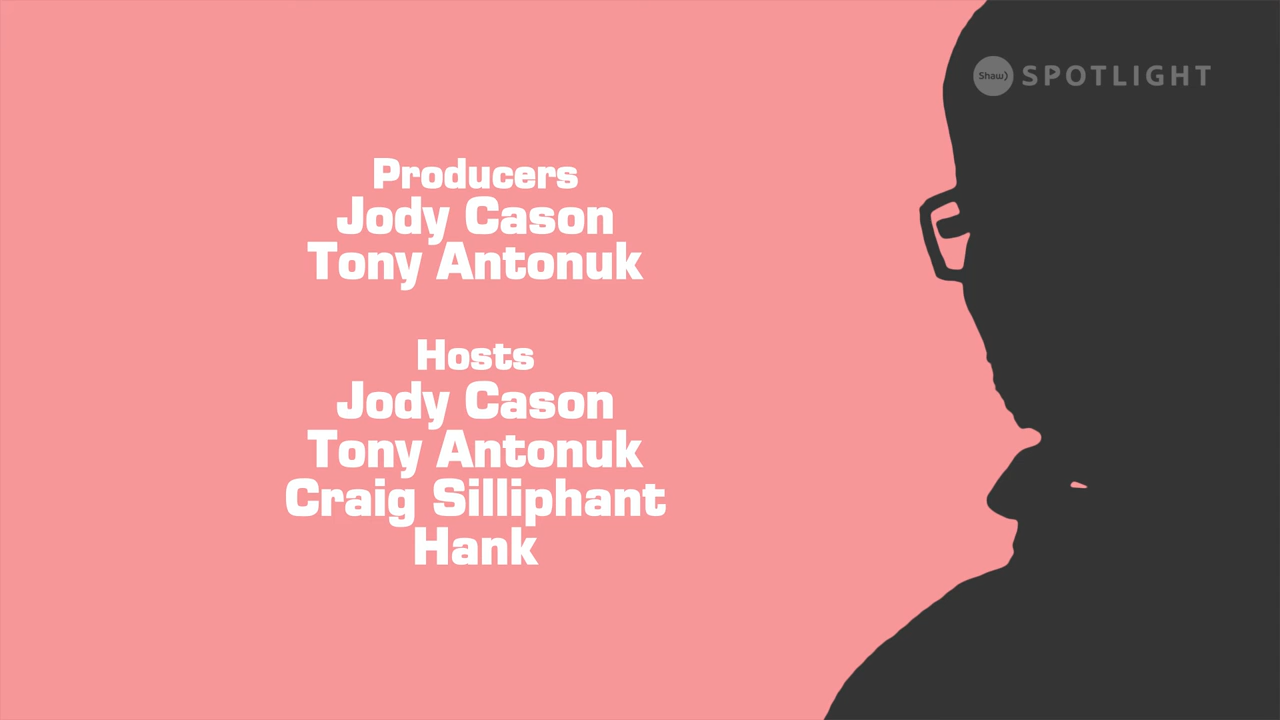 Shaw) SPOTLIGHT
Producers
Jody Cason
Tony Antonuk
Hosts
Jody Cason
Tony Antonuk
Craig Silliphant
Hank